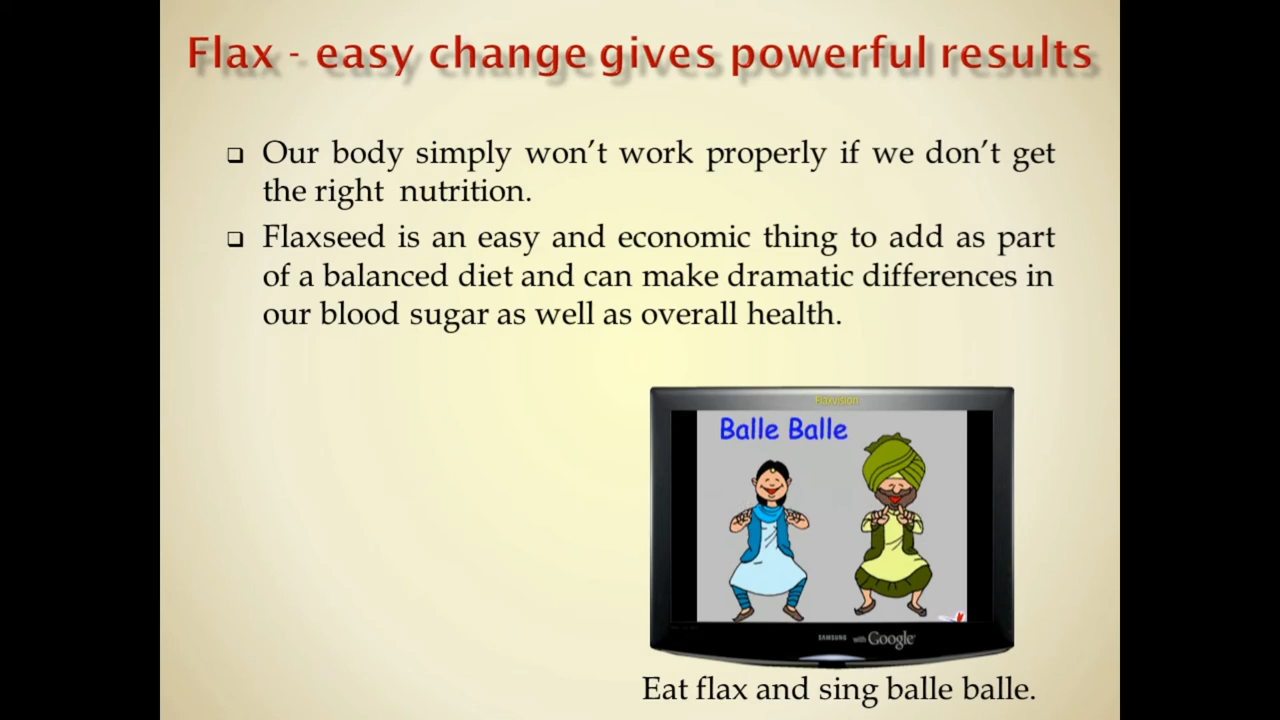 Flax - easy change gives powerful results
❑ Our body simply won’t work properly if we don’t get
the right nutrition.
❑ Flaxseed is an easy and economic thing to add as part
of a balanced diet and can make dramatic differences in
our blood sugar as well as overall health.
Flaxvision
Balle Balle
SAMSUNG with Google
Eat flax and sing balle balle.